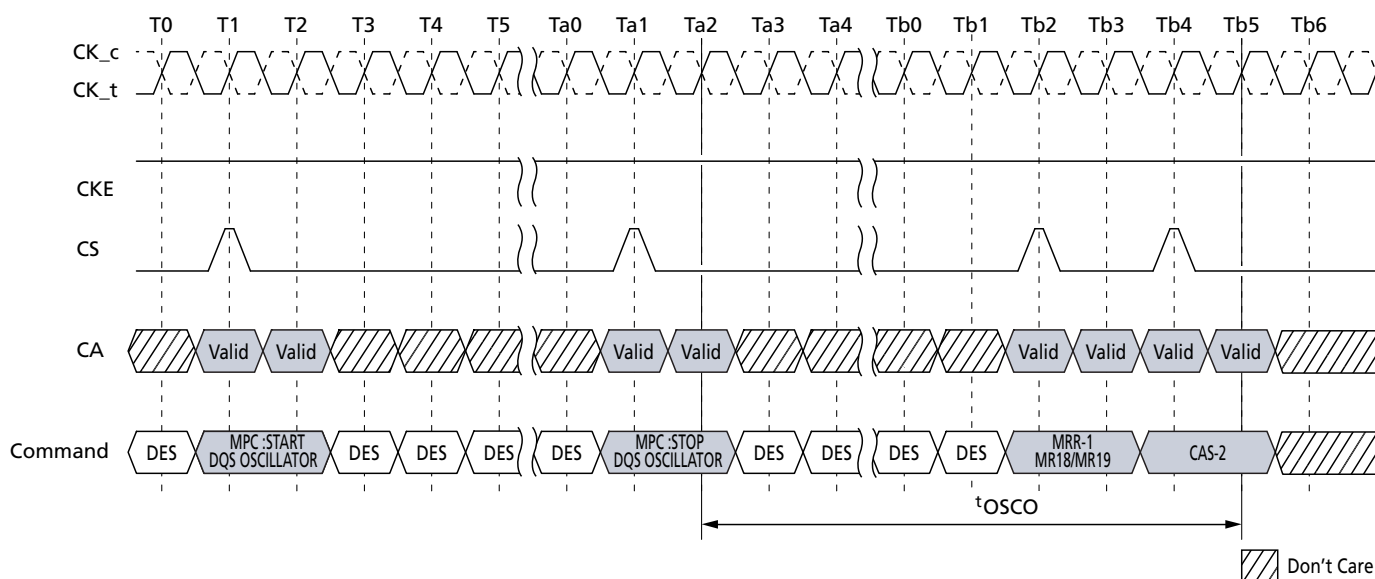 T0 T1 T2 T3 T4 T5 Ta0 Ta1 Ta2 Ta3 Ta4 Tb0 Tb1 Tb2 Tb3 Tb4 Tb5 Tb6
CK_c
CK_t
CKE
CS
CA Valid Valid Valid Valid Valid Valid Valid Valid
Command DES MPC :START DQS OSCILLATOR DES DES DES DES MPC :STOP DQS OSCILLATOR DES DES DES DES MRR-1 MR18/MR19 CAS-2
tOSCO
Don't Care